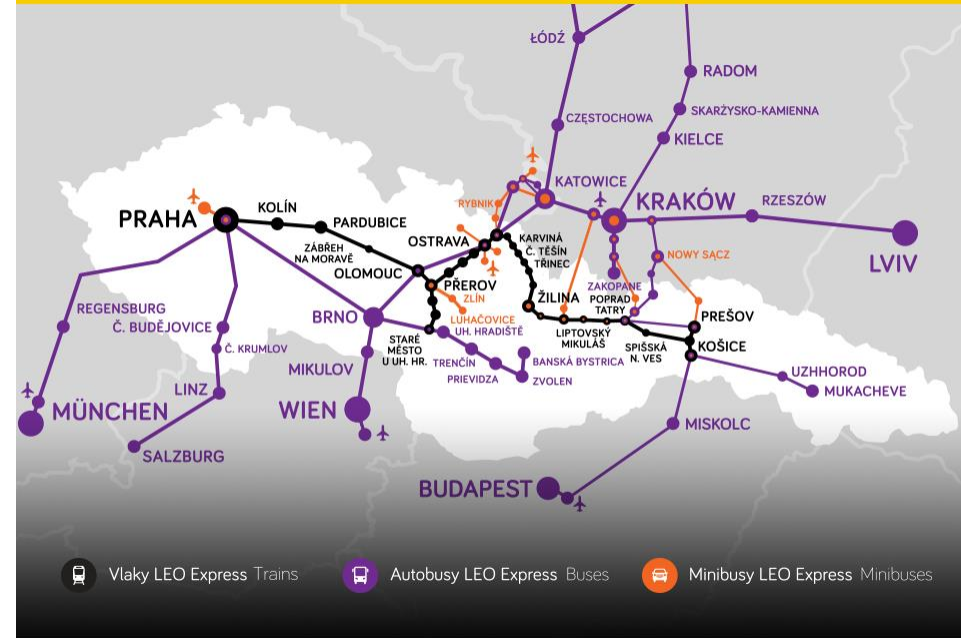 ŁÓDŹ
RADOM
SKARŻYSKO-KAMIENNA
CZĘSTOCHOWA
KIELCE
KATOWICE
RYBNIK
KRAKÓW
RZESZÓW
PRAHA
KOLÍN
PARDUBICE
ZÁBŘEH
NA MORAVĚ
OSTRAVA
KARVINÁ
Č. TĚŠÍN
TŘINEC
LVIV
NOWY SĄCZ
OLOMOUC
PŘEROV
ZAKOPANE
ZLÍN
ŽILINA
POPRAD
TATRY
REGENSBURG
Č. BUDĚJOVICE
BRNO
LUHAČOVICE
UH. HRADIŠTĚ
PREŠOV
STARÉ
MĚSTO
U UH. HR.
LIPTOVSKÝ
MIKULÁŠ
SPIŠSKÁ
N. VES
KOŠICE
Č. KRUMLOV
MIKULOV
TRENČÍN
BANSKÁ BYSTRICA
PRIEVIDZA
ZVOLEN
UZHHOROD
MUKACHEVE
LINZ
MÜNCHEN
WIEN
MISKOLC
SALZBURG
BUDAPEST
Vlaky LEO Express Trains
Autobusy LEO Express Buses
Minibusy LEO Express Minibuses